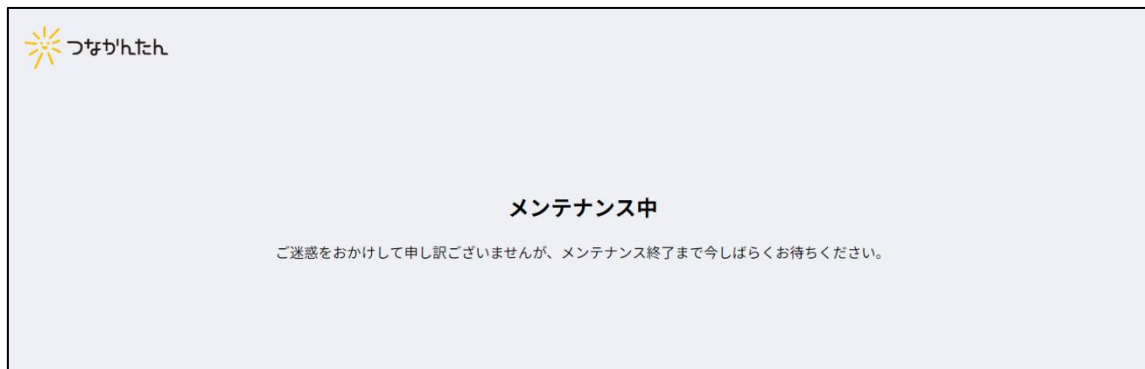 つなかんたん
メンテナンス中
ご迷惑をおかけして申し訳ございませんが、メンテナンス終了まで今しばらくお待ちください。